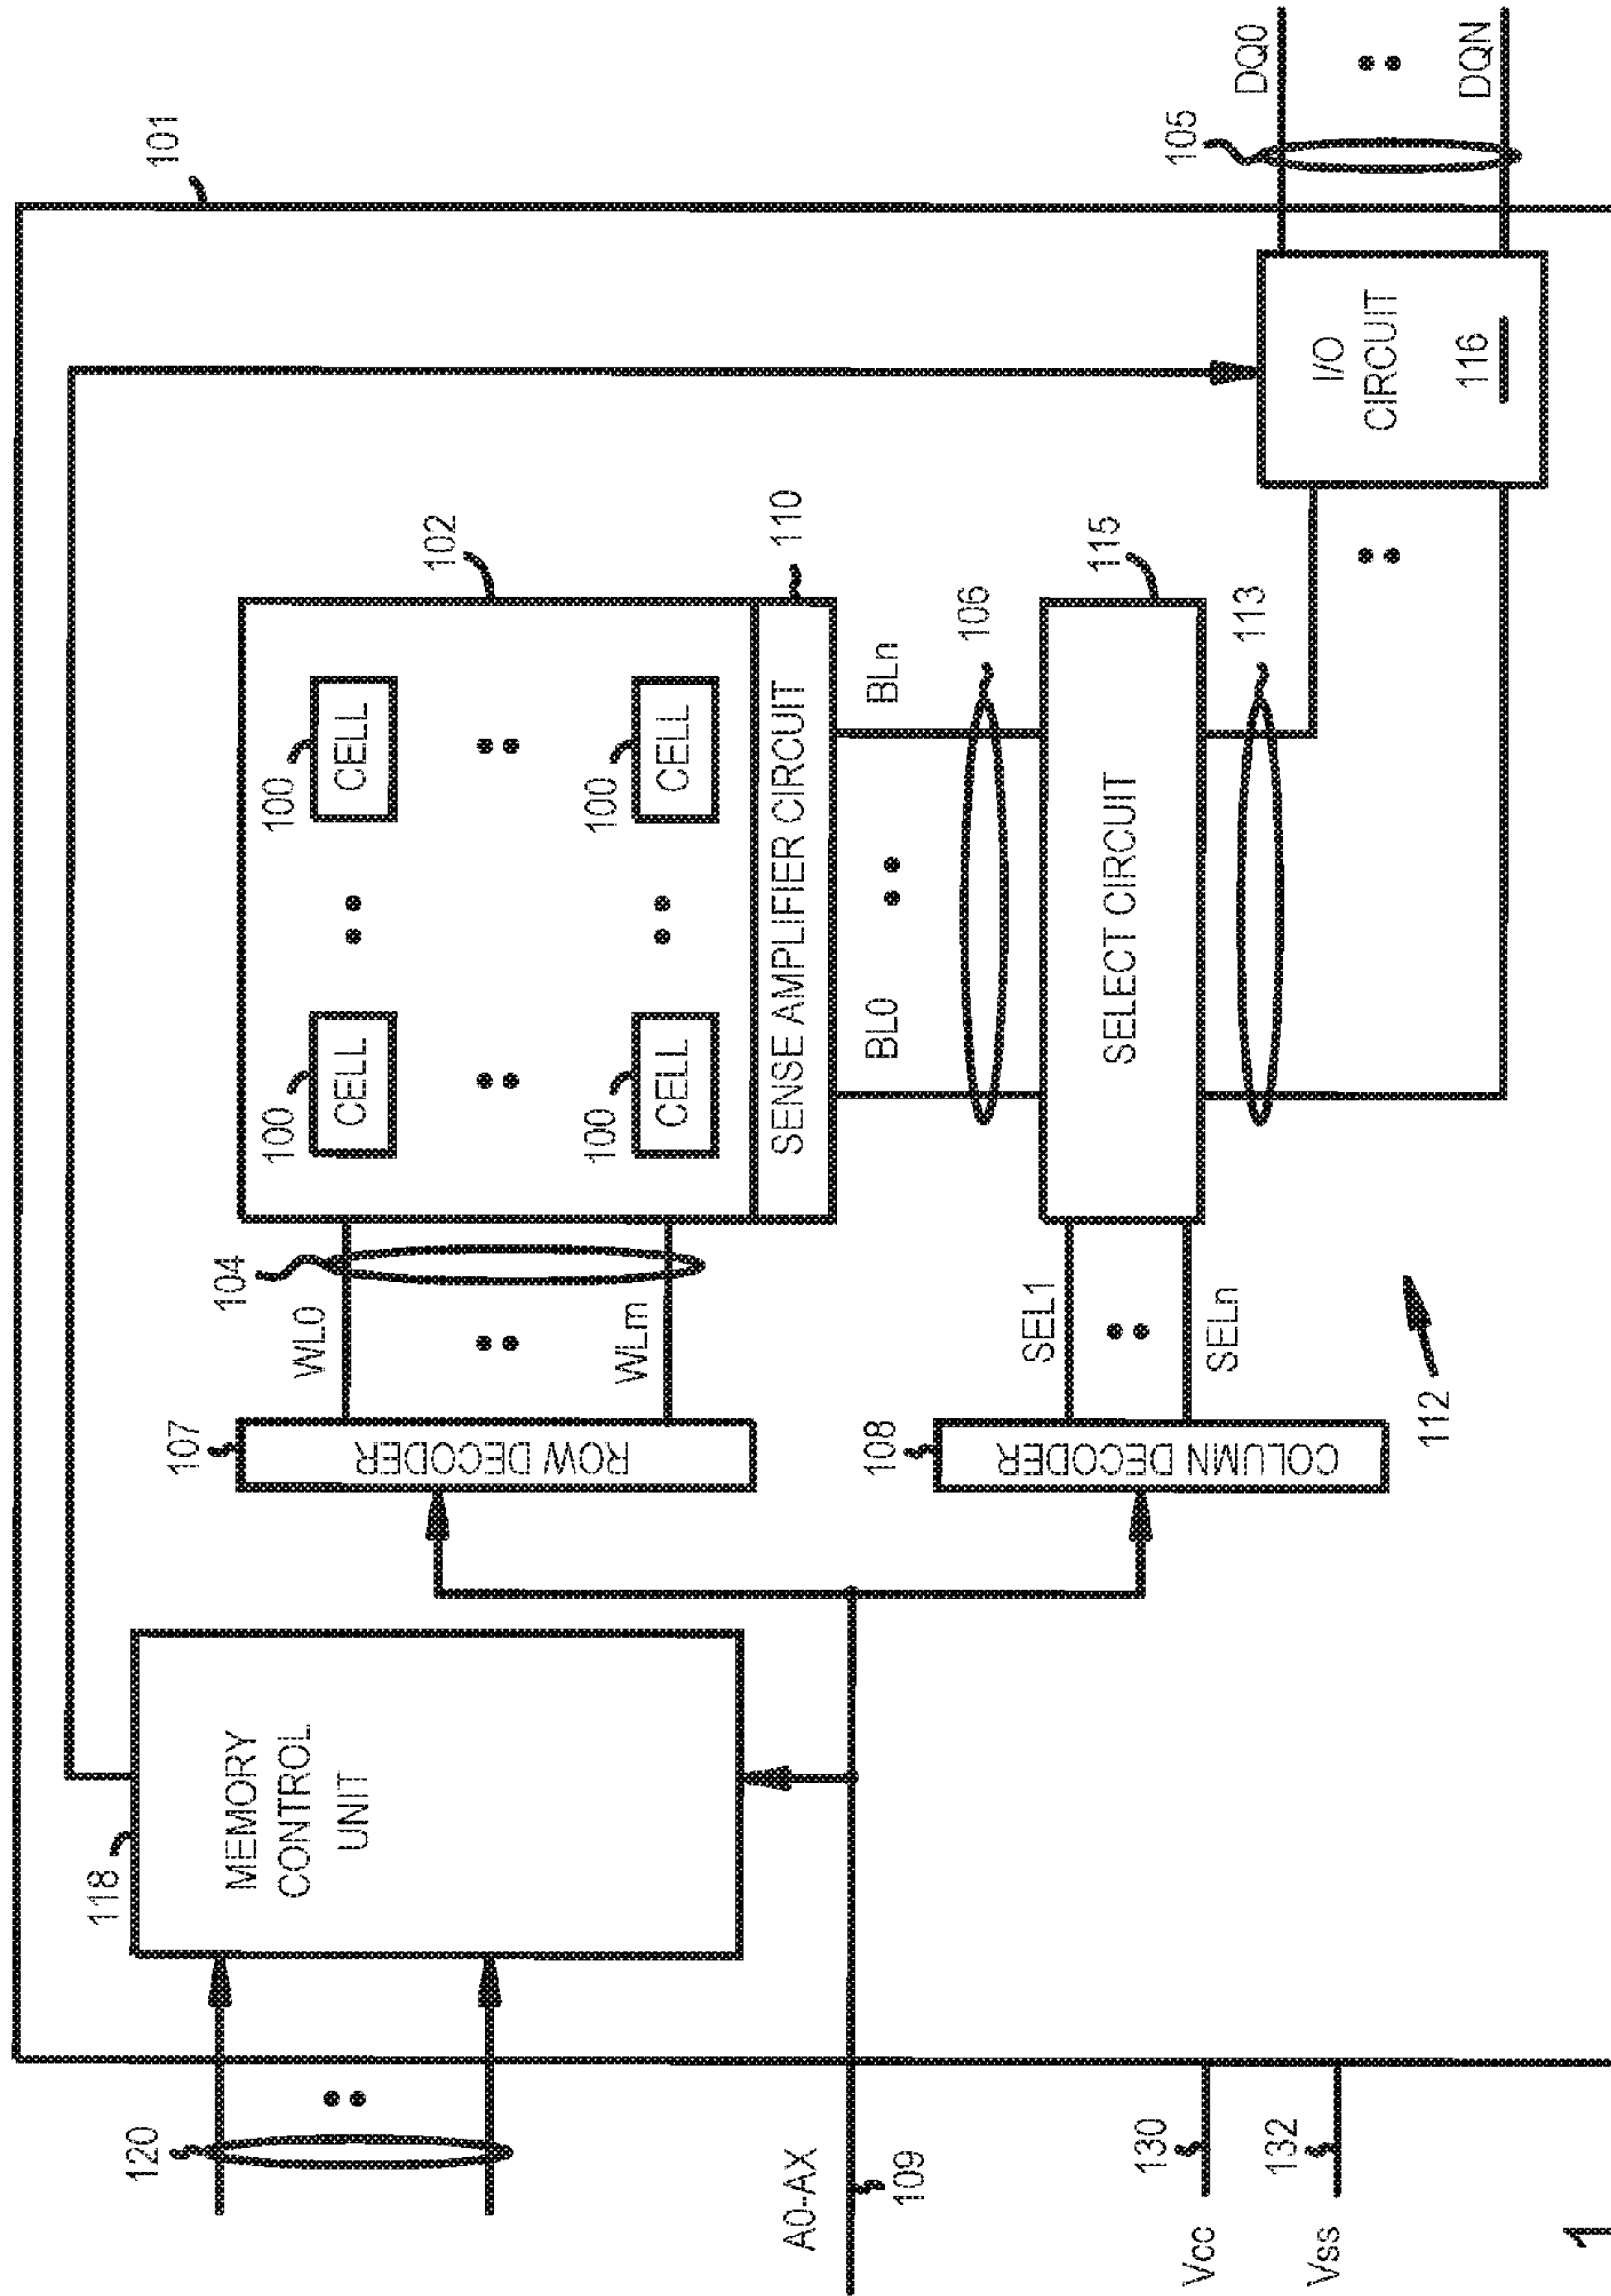 101
118
MEMORY
CONTROL
UNIT
120
107
ROW DECODER
104
WL0
WLm
102
100
CELL
100
CELL
100
CELL
100
CELL
SENSE AMPLIFIER CIRCUIT
110
BL0
BLn
106
A0-AX
109
108
COLUMN DECODER
SEL1
SELn
SELECT CIRCUIT
115
113
112
I/O
CIRCUIT
116
105
DQ0
DQN
Vcc
130
Vss
132
1